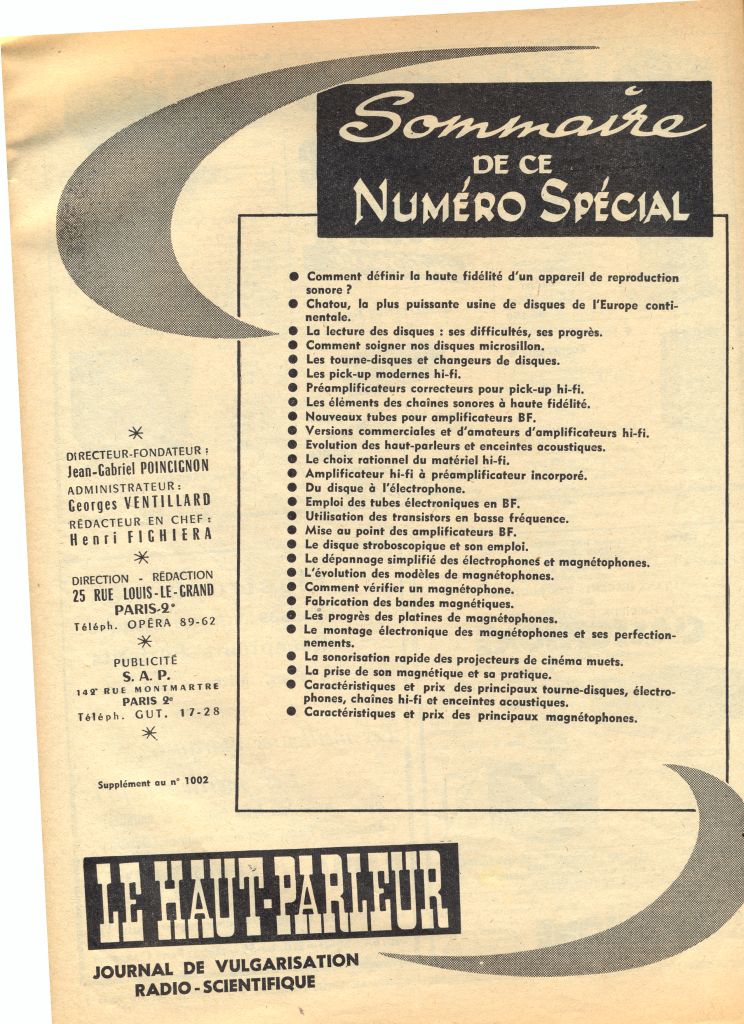 Sommaire
DE CE
NUMÉRO SPÉCIAL
● Comment définir la haute fidélité d'un appareil de reproduction
sonore ?
● Chatou, la plus puissante usine de disques de l'Europe conti-
nentale.
● La lecture des disques : ses difficultés, ses progrès.
● Comment soigner nos disques microsillon.
● Les tourne-disques et changeurs de disques.
● Les pick-up modernes hi-fi.
● Préamplificateurs correcteurs pour pick-up hi-fi.
● Les éléments des chaînes sonores à haute fidélité.
● Nouveaux tubes pour amplificateurs BF.
● Versions commerciales et d'amateurs d'amplificateurs hi-fi.
● Evolution des haut-parleurs et enceintes acoustiques.
● Le choix rationnel du matériel hi-fi.
● Amplificateur hi-fi à préamplificateur incorporé.
● Du disque à l'électrophone.
● Emploi des tubes électroniques en BF.
● Utilisation des transistors en basse fréquence.
● Mise au point des amplificateurs BF.
● Le disque stroboscopique et son emploi.
● Le dépannage simplifié des électrophones et magnétophones.
● L'évolution des modèles de magnétophones.
● Comment vérifier un magnétophone.
● Fabrication des bandes magnétiques.
● Les progrès des platines de magnétophones.
● Le montage électronique des magnétophones et ses perfection-
nements.
● La sonorisation rapide des projecteurs de cinéma muets.
● La prise de son magnétique et sa pratique.
● Caractéristiques et prix des principaux tourne-disques, électro-
phones, chaînes hi-fi et enceintes acoustiques.
● Caractéristiques et prix des principaux magnétophones.
DIRECTEUR-FONDATEUR :
Jean-Gabriel POINCIGNON
ADMINISTRATEUR :
Georges VENTILLARD
RÉDACTEUR EN CHEF :
Henri FIGHIERA
DIRECTION - RÉDACTION
25 RUE LOUIS-LE-GRAND
PARIS-2e
Téléph. OPÉRA 89-62
PUBLICITÉ
S. A. P.
142 RUE MONTMARTRE
PARIS 2e
Téléph. GUT. 17-28
Supplément au n° 1002
LE HAUT-PARLEUR
JOURNAL DE VULGARISATION
RADIO-SCIENTIFIQUE